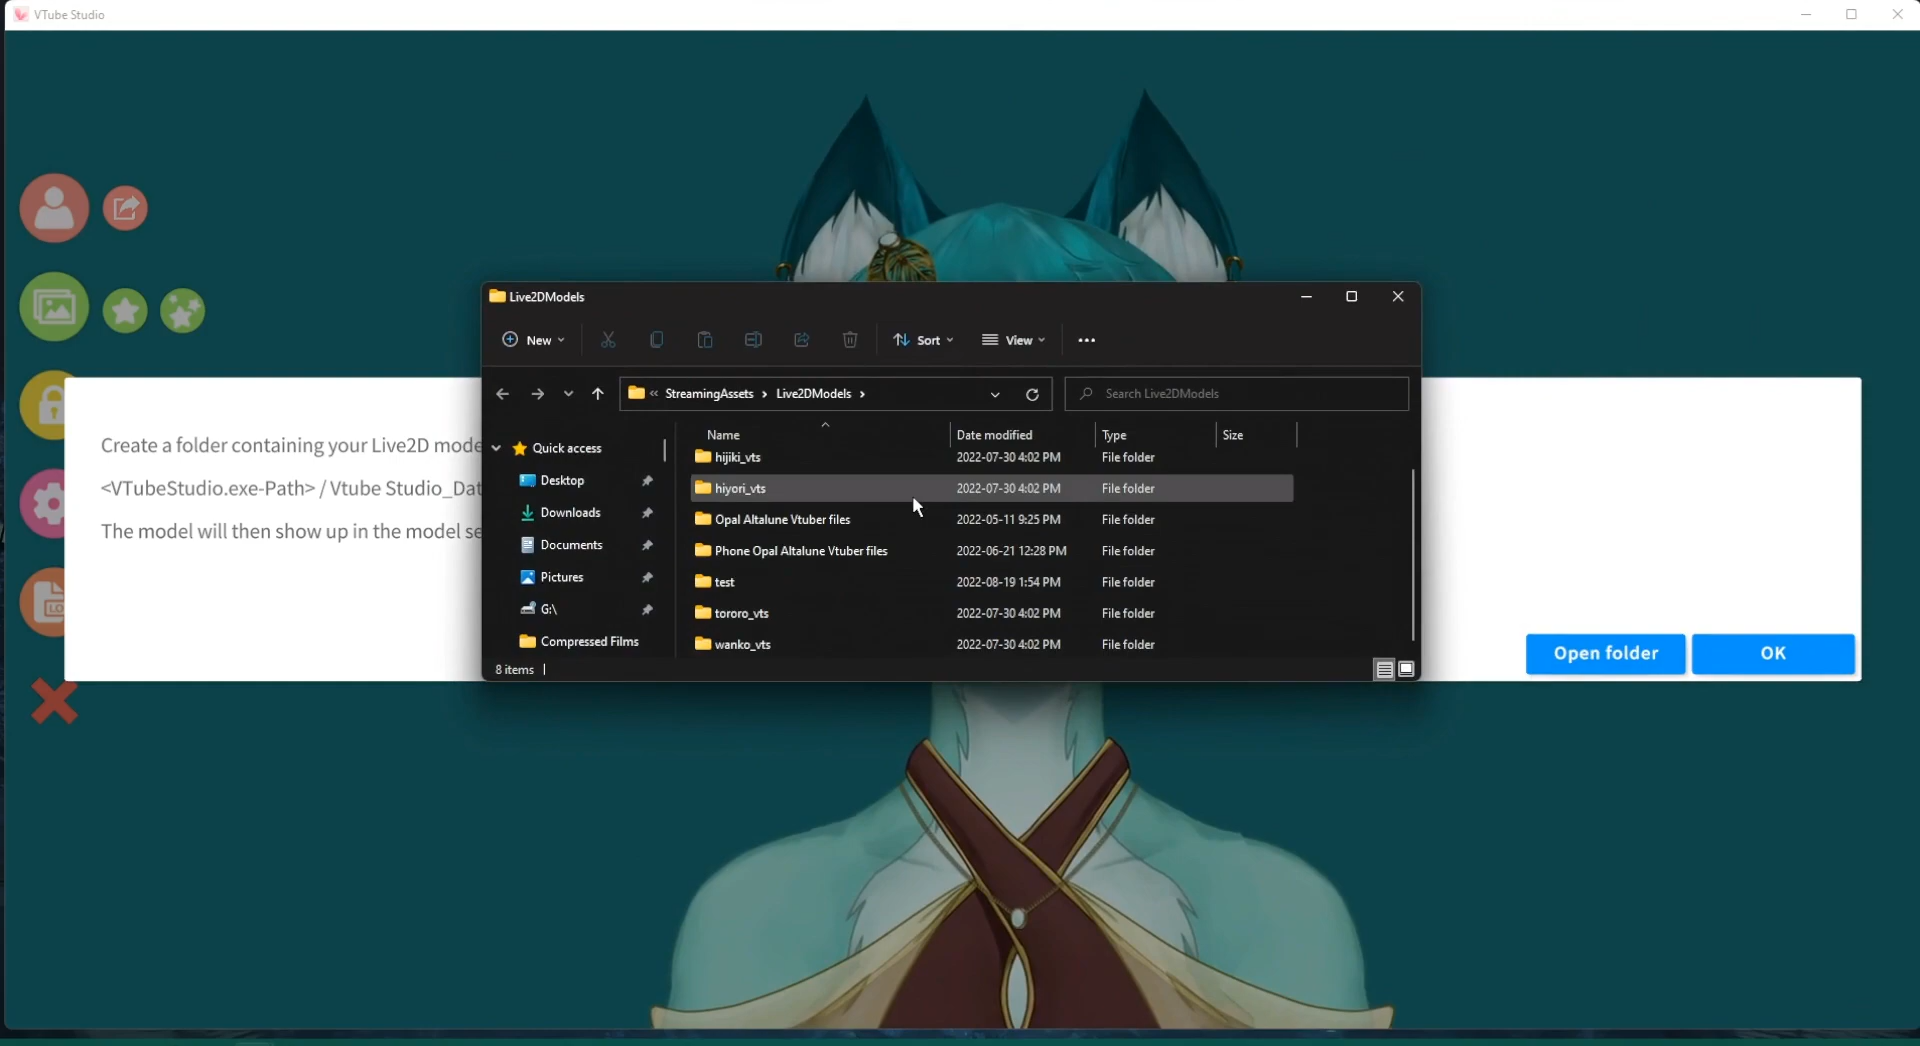 VTube Studio
Live2DModels
New
Sort
View
StreamingAssets > Live2DModels >
Search Live2DModels
Name Date modified Type Size
Quick access
Desktop
Downloads
Documents
Pictures
G:\
Compressed Films
hijiki_vts 2022-07-30 4:02 PM File folder
hiyori_vts 2022-07-30 4:02 PM File folder
Opal Altalune Vtuber files 2022-05-11 9:25 PM File folder
Phone Opal Altalune Vtuber files 2022-06-21 12:28 PM File folder
test 2022-08-19 1:54 PM File folder
tororo_vts 2022-07-30 4:02 PM File folder
wanko_vts 2022-07-30 4:02 PM File folder
8 items
Create a folder containing your Live2D mode
<VTubeStudio.exe-Path> / Vtube Studio_Dat
The model will then show up in the model se
Open folder
OK